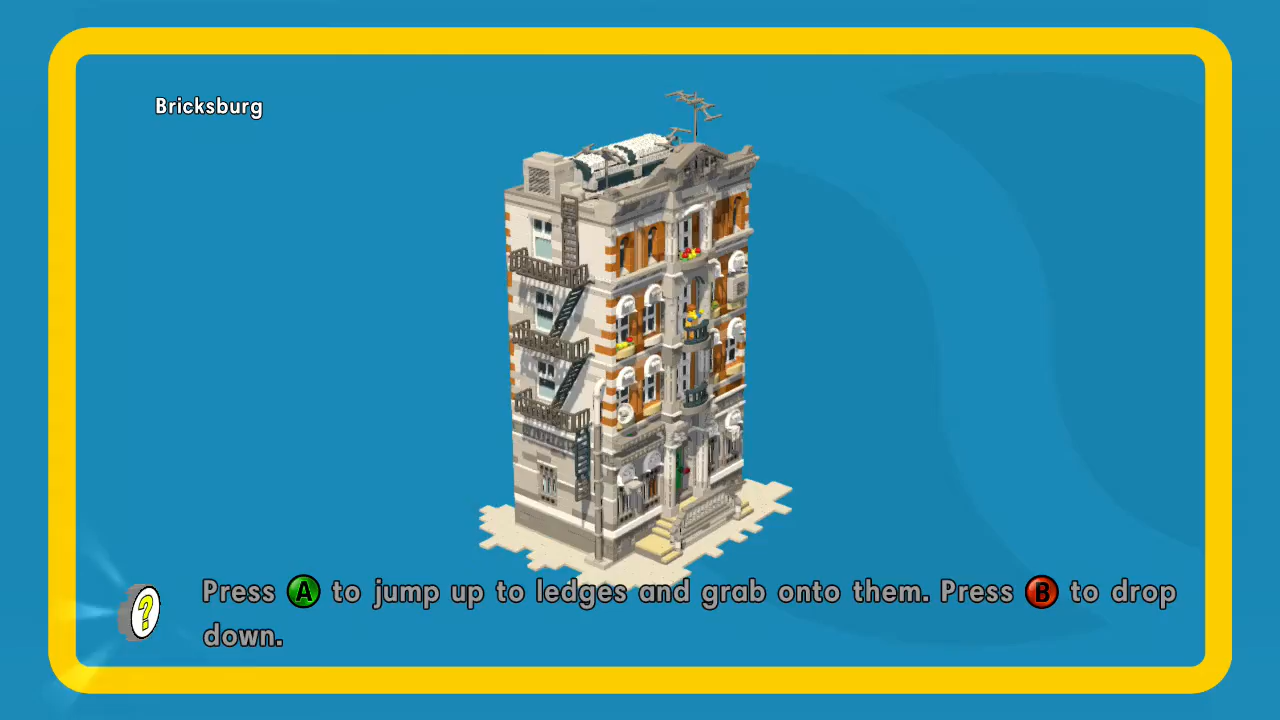 Bricksburg
Press A to jump up to ledges and grab onto them. Press B to drop
down.